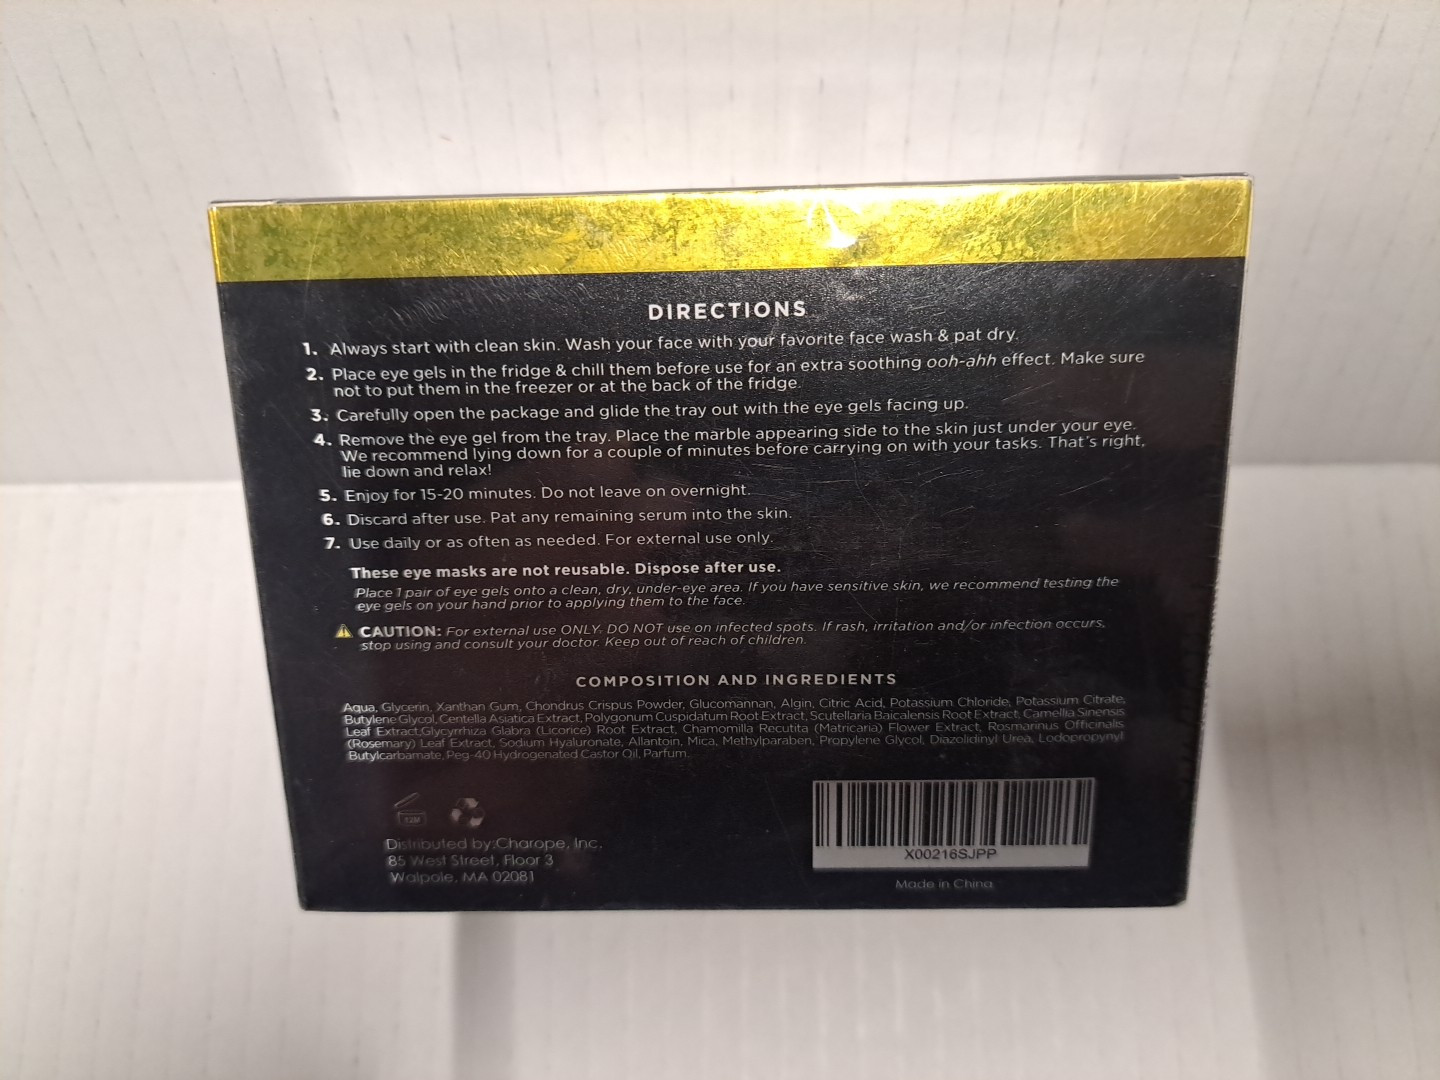 DIRECTIONS
1. Always start with clean skin. Wash your face with your favorite face wash & pat dry.
2. Place eye gels in the fridge & chill them before use for an extra soothing ooh-ahh effect. Make sure
not to put them in the freezer or at the back of the fridge.
3. Carefully open the package and glide the tray out with the eye gels facing up.
4. Remove the eye gel from the tray. Place the marble appearing side to the skin just under your eye.
We recommend lying down for a couple of minutes before carrying on with your tasks. That's right,
lie down and relax!
5. Enjoy for 15-20 minutes. Do not leave on overnight.
6. Discard after use. Pat any remaining serum into the skin.
7. Use daily or as often as needed. For external use only.
These eye masks are not reusable. Dispose after use.
Place 1 pair of eye gels onto a clean, dry, under-eye area. If you have sensitive skin, we recommend testing the
eye gels on your hand prior to applying them to the face.
CAUTION: For external use ONLY. DO NOT use on infected spots. If rash, irritation and/or infection occurs,
stop using and consult your doctor. Keep out of reach of children.
COMPOSITION AND INGREDIENTS
Aqua, Glycerin, Xanthan Gum, Chondrus Crispus Powder, Glucomannan, Algin, Citric Acid, Potassium Chloride, Potassium Citrate,
Butylene Glycol, Centella Asiatica Extract, Polygonum Cuspidatum Root Extract, Scutellaria Baicalensis Root Extract, Camellia Sinensis
Leaf Extract,Glycyrrhiza Glabra (Licorice) Root Extract, Chamomilla Recutita (Matricaria) Flower Extract, Rosmarinus Officinalis
(Rosemary) Leaf Extract, Sodium Hyaluronate, Allantoin, Mica, Methylparaben, Propylene Glycol, Diazolidinyl Urea, Lodopropynyl
Butylcarbamate, Peg-40 Hydrogenated Castor Oil, Parfum.
12M
Distributed by:Charope, Inc.
85 West Street, Floor 3
Walpole, MA 02081
X00216SJPP
Made in China